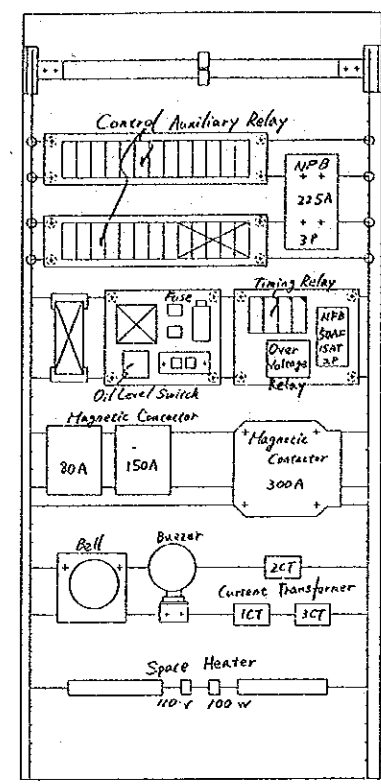 Control Auxiliary Relay
NFB
225A
3P
Timing Relay
Fuse
NFB
50AF
15AT
3P
Over
Voltage
Relay
Oil Level Switch
Magnetic Contactor
80A
150A
Magnetic
Contactor
300A
Bell
Buzzer
2CT
Current Transformer
1CT
3CT
Space Heater
110V
100W